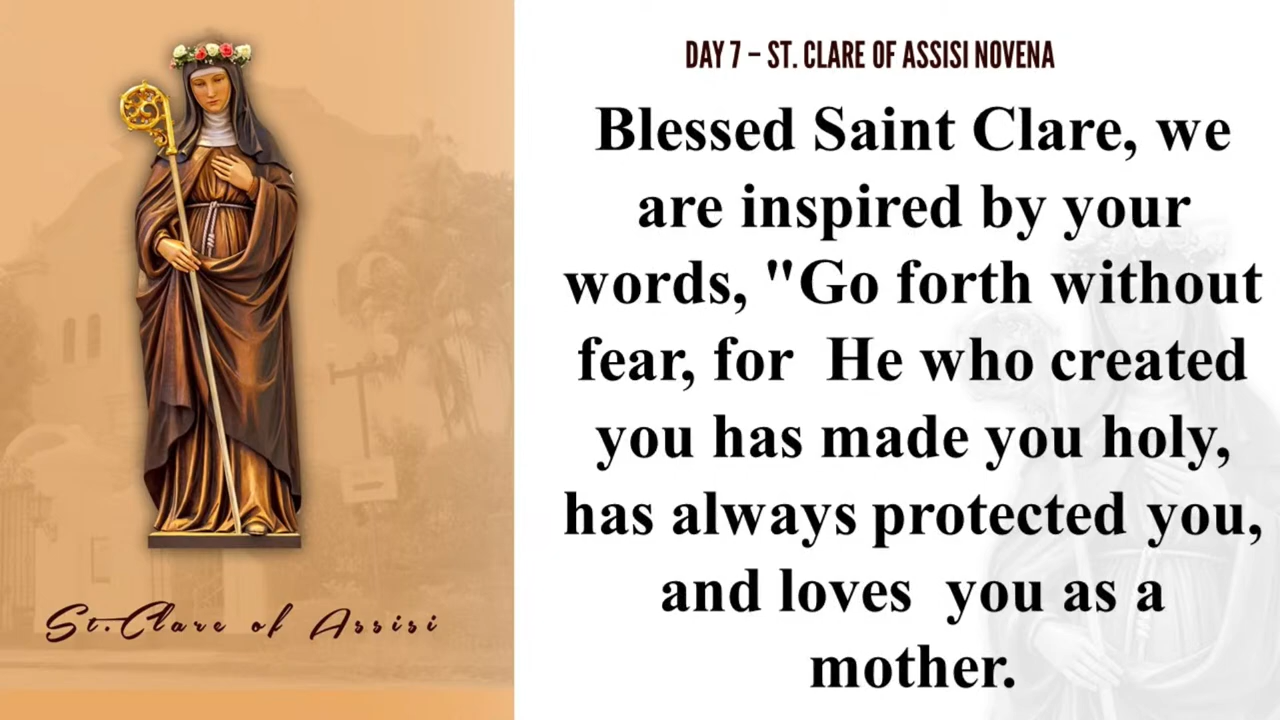 DAY 7 – ST. CLARE OF ASSISI NOVENA
Blessed Saint Clare, we
are inspired by your
words, "Go forth without
fear, for He who created
you has made you holy,
has always protected you,
and loves you as a
mother.
St. Clare of Assisi